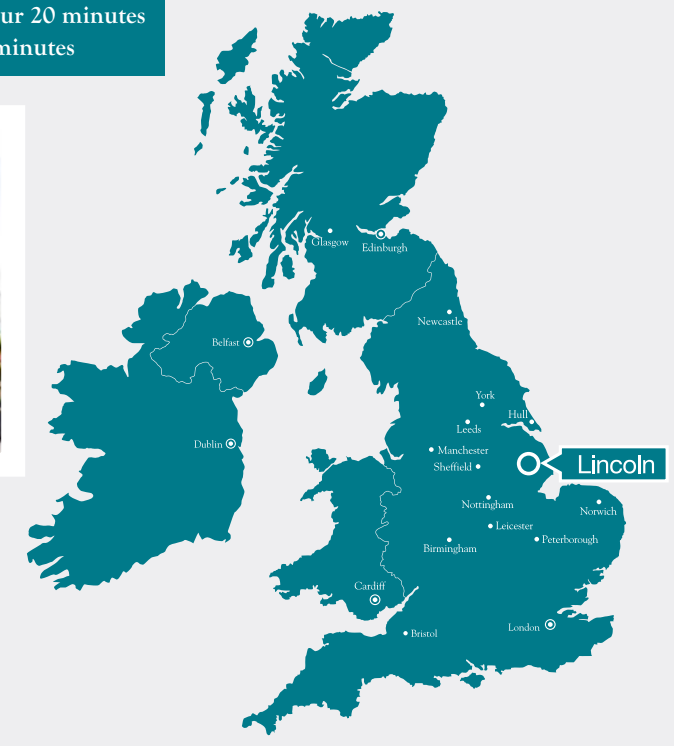 ur 20 minutes
minutes
Glasgow
Edinburgh
Newcastle
Belfast
York
Hull
Leeds
Dublin
Manchester
Lincoln
Sheffield
Nottingham
Norwich
Leicester
Peterborough
Birmingham
Cardiff
London
Bristol